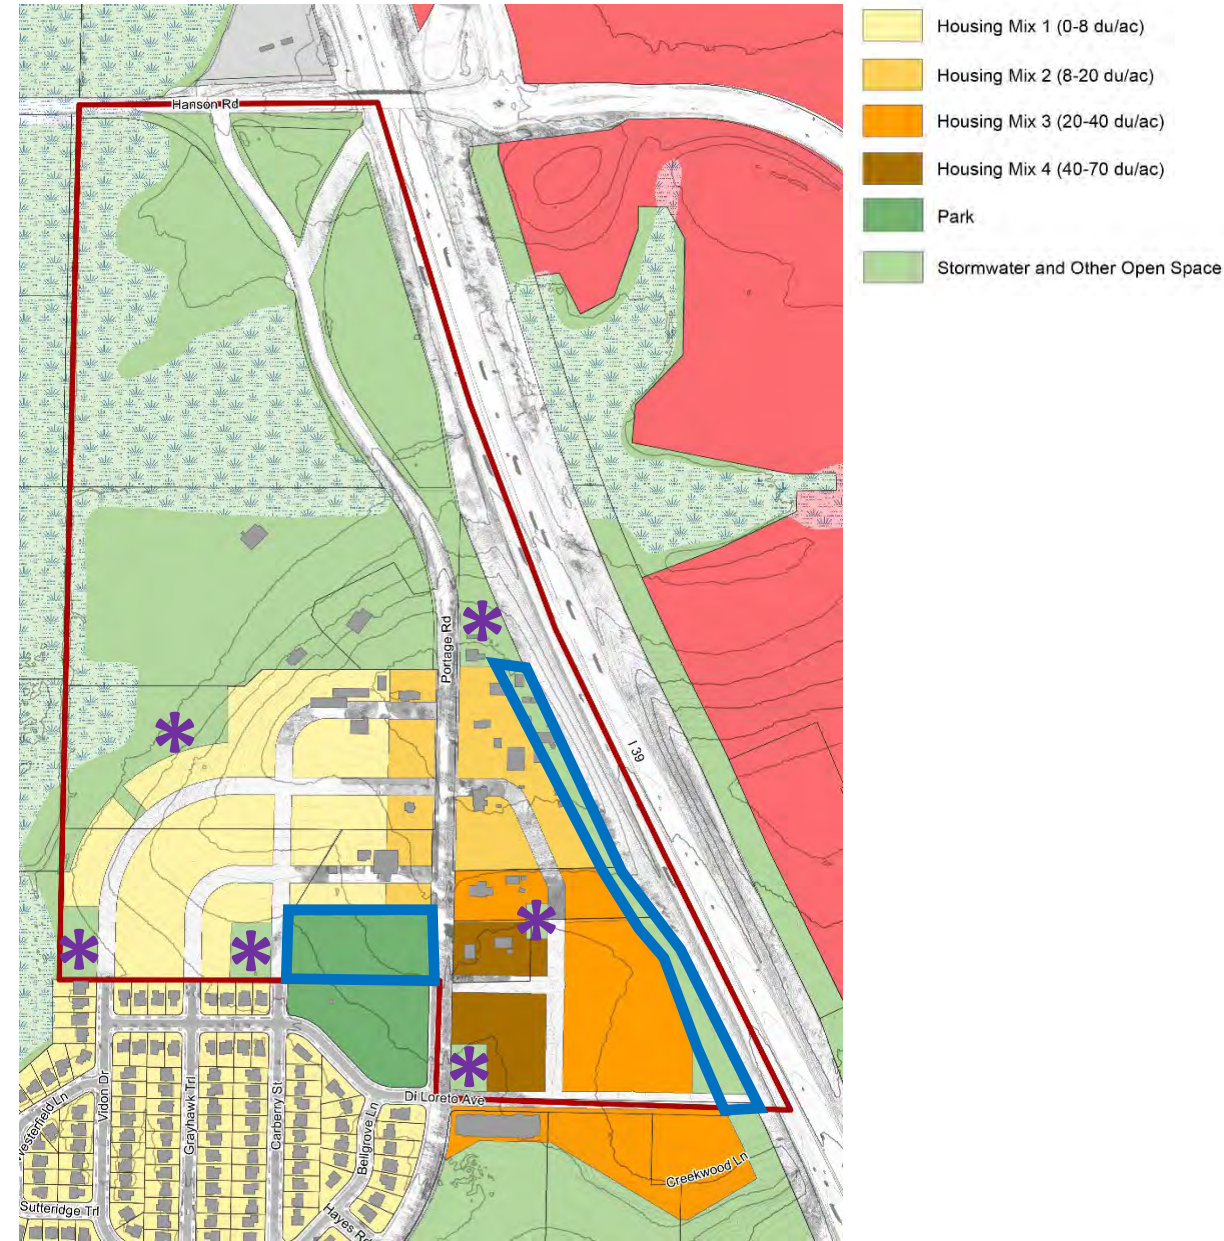 Housing Mix 1 (0-8 du/ac)
Housing Mix 2 (8-20 du/ac)
Housing Mix 3 (20-40 du/ac)
Housing Mix 4 (40-70 du/ac)
Park
Stormwater and Other Open Space
Hanson Rd
Portage Rd
I 39
Di Loreto Ave
Vidon Dr
Grayhawk Trl
Carberry St
Bellgrove Ln
Creekwood Ln
Sutteridge Trl
Hayes Rd